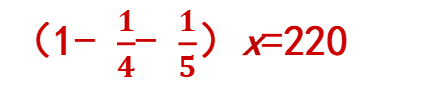 （1− 1/4 − 1/5） x=220